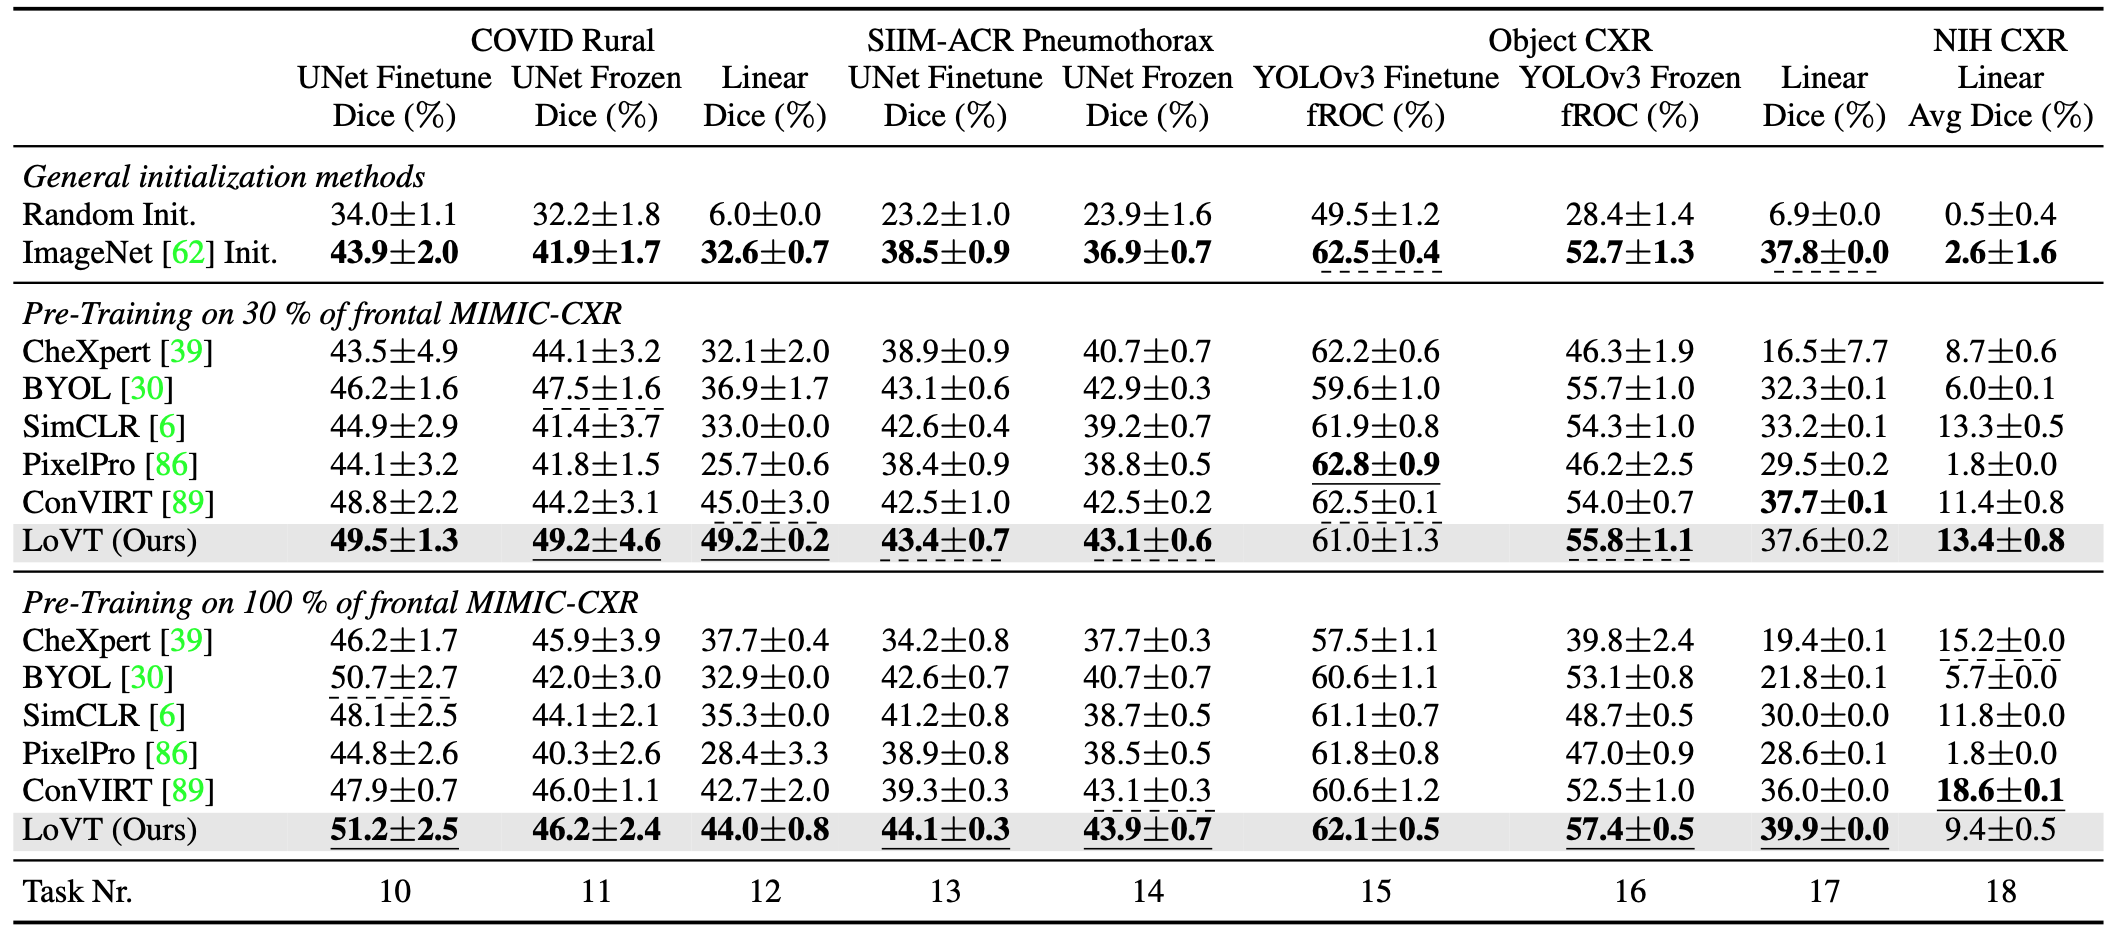 COVID Rural SIIM-ACR Pneumothorax Object CXR NIH CXR
UNet Finetune UNet Frozen Linear UNet Finetune UNet Frozen YOLOv3 Finetune YOLOv3 Frozen Linear Linear
Dice (%) Dice (%) Dice (%) Dice (%) Dice (%) fROC (%) fROC (%) Dice (%) Avg Dice (%)
General initialization methods
Random Init. 34.0±1.1 32.2±1.8 6.0±0.0 23.2±1.0 23.9±1.6 49.5±1.2 28.4±1.4 6.9±0.0 0.5±0.4
ImageNet [62] Init. 43.9±2.0 41.9±1.7 32.6±0.7 38.5±0.9 36.9±0.7 62.5±0.4 52.7±1.3 37.8±0.0 2.6±1.6
Pre-Training on 30 % of frontal MIMIC-CXR
CheXpert [39] 43.5±4.9 44.1±3.2 32.1±2.0 38.9±0.9 40.7±0.7 62.2±0.6 46.3±1.9 16.5±7.7 8.7±0.6
BYOL [30] 46.2±1.6 47.5±1.6 36.9±1.7 43.1±0.6 42.9±0.3 59.6±1.0 55.7±1.0 32.3±0.1 6.0±0.1
SimCLR [6] 44.9±2.9 41.4±3.7 33.0±0.0 42.6±0.4 39.2±0.7 61.9±0.8 54.3±1.0 33.2±0.1 13.3±0.5
PixelPro [86] 44.1±3.2 41.8±1.5 25.7±0.6 38.4±0.9 38.8±0.5 62.8±0.9 46.2±2.5 29.5±0.2 1.8±0.0
ConVIRT [89] 48.8±2.2 44.2±3.1 45.0±3.0 42.5±1.0 42.5±0.2 62.5±0.1 54.0±0.7 37.7±0.1 11.4±0.8
LoVT (Ours) 49.5±1.3 49.2±4.6 49.2±0.2 43.4±0.7 43.1±0.6 61.0±1.3 55.8±1.1 37.6±0.2 13.4±0.8
Pre-Training on 100 % of frontal MIMIC-CXR
CheXpert [39] 46.2±1.7 45.9±3.9 37.7±0.4 34.2±0.8 37.7±0.3 57.5±1.1 39.8±2.4 19.4±0.1 15.2±0.0
BYOL [30] 50.7±2.7 42.0±3.0 32.9±0.0 42.6±0.7 40.7±0.7 60.6±1.1 53.1±0.8 21.8±0.1 5.7±0.0
SimCLR [6] 48.1±2.5 44.1±2.1 35.3±0.0 41.2±0.8 38.7±0.5 61.1±0.7 48.7±0.5 30.0±0.0 11.8±0.0
PixelPro [86] 44.8±2.6 40.3±2.6 28.4±3.3 38.9±0.8 38.5±0.5 61.8±0.8 47.0±0.9 28.6±0.1 1.8±0.0
ConVIRT [89] 47.9±0.7 46.0±1.1 42.7±2.0 39.3±0.3 43.1±0.3 60.6±1.2 52.5±1.0 36.0±0.0 18.6±0.1
LoVT (Ours) 51.2±2.5 46.2±2.4 44.0±0.8 44.1±0.3 43.9±0.7 62.1±0.5 57.4±0.5 39.9±0.0 9.4±0.5
Task Nr. 10 11 12 13 14 15 16 17 18